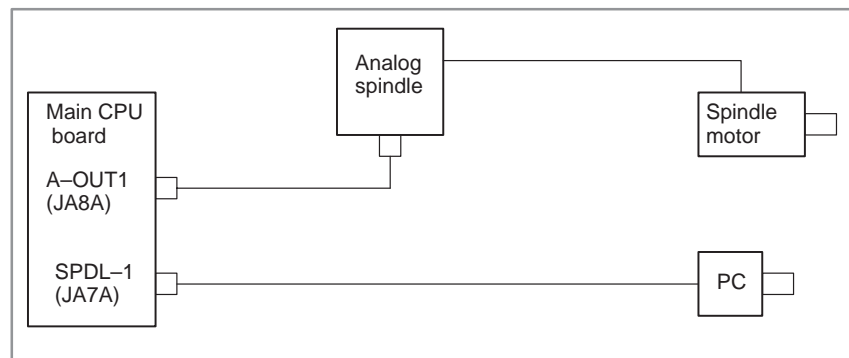 Analog
spindle
Main CPU
board
Spindle
motor
A–OUT1
(JA8A)
SPDL–1
(JA7A)
PC